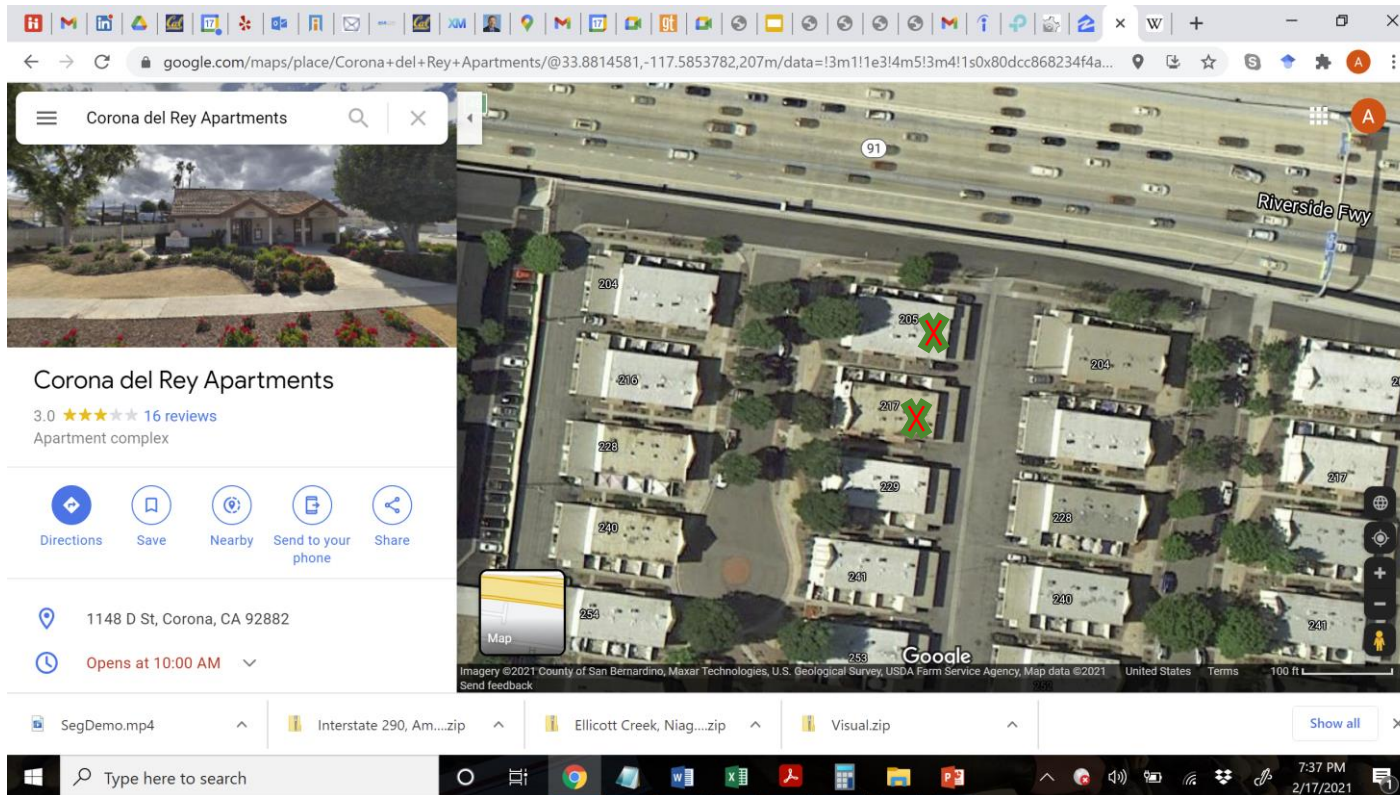 17
XM
M
17
gt
M
Z
W
google.com/maps/place/Corona+del+Rey+Apartments/@33.8814581,-117.5853782,207m/data=!3m1!1e3!4m5!3m4!1s0x80dcc868234f4a...
A
Corona del Rey Apartments
A
91
Riverside Fwy
204
205
X
204
216
217
X
228
229
217
240
228
241
240
254
241
253
Corona del Rey Apartments
3.0 ★★★★★ 16 reviews
Apartment complex
Directions
Save
Nearby
Send to your
phone
Share
1148 D St, Corona, CA 92882
Opens at 10:00 AM
Map
Google
Imagery ©2021 County of San Bernardino, Maxar Technologies, U.S. Geological Survey, USDA Farm Service Agency, Map data ©2021 United States Terms 100 ft
Send feedback
SegDemo.mp4
Interstate 290, Am....zip
Ellicott Creek, Niag....zip
Visual.zip
Show all
Type here to search
7:37 PM
2/17/2021
1